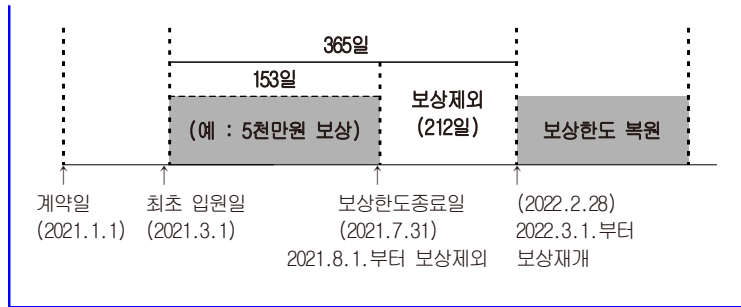 365일
153일
(예 : 5천만원 보상)
보상제외
(212일)
보상한도 복원
계약일
(2021.1.1)
최초 입원일
(2021.3.1)
보상한도종료일
(2021.7.31)
2021.8.1.부터 보상제외
(2022.2.28)
2022.3.1.부터
보상재개